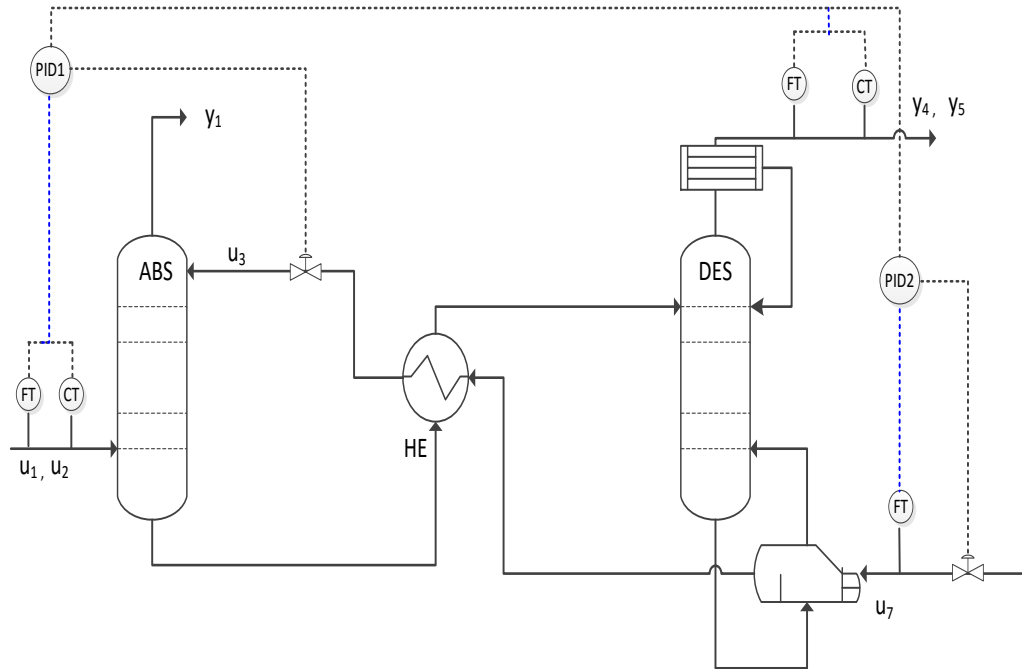 PID1
FT
CT
y₁
y₄, y₅
u₃
ABS
DES
PID2
FT
CT
HE
u₁, u₂
FT
u₇